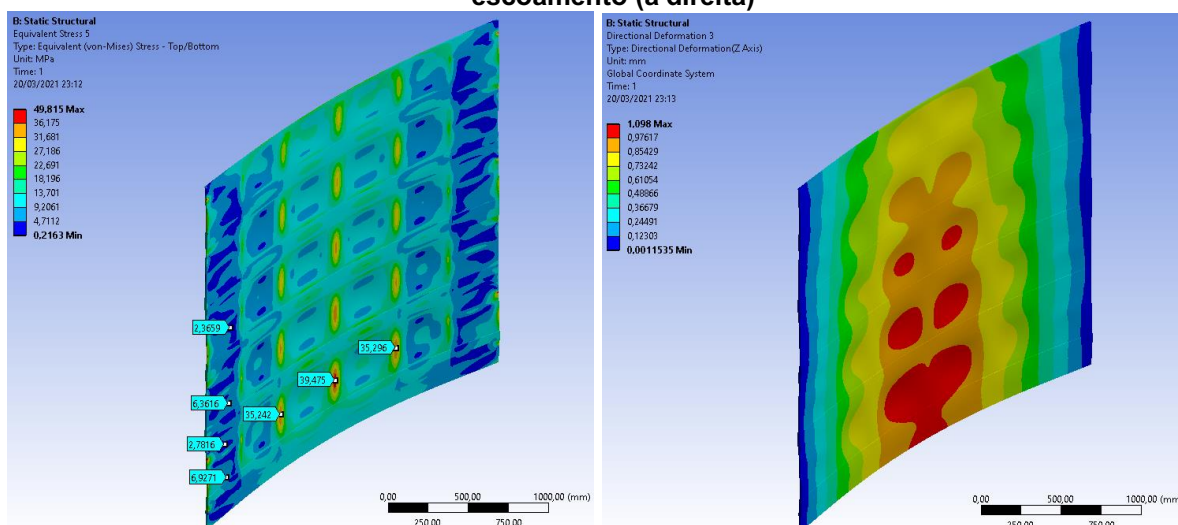 escoamento (à direita)
B: Static Structural
Equivalent Stress 5
Type: Equivalent (von-Mises) Stress - Top/Bottom
Unit: MPa
Time: 1
20/03/2021 23:12
49,815 Max
36,175
31,681
27,186
22,691
18,196
13,701
9,2061
4,7112
0,2163 Min
2,3659
35,296
39,475
6,3616
35,242
2,7816
6,9271
0,00 500,00 1000,00 (mm)
250,00 750,00
B: Static Structural
Directional Deformation 3
Type: Directional Deformation(Z Axis)
Unit: mm
Global Coordinate System
Time: 1
20/03/2021 23:13
1,098 Max
0,97617
0,85429
0,73242
0,61054
0,48866
0,36679
0,24491
0,12303
0,0011535 Min
0,00 500,00 1000,00 (mm)
250,00 750,00